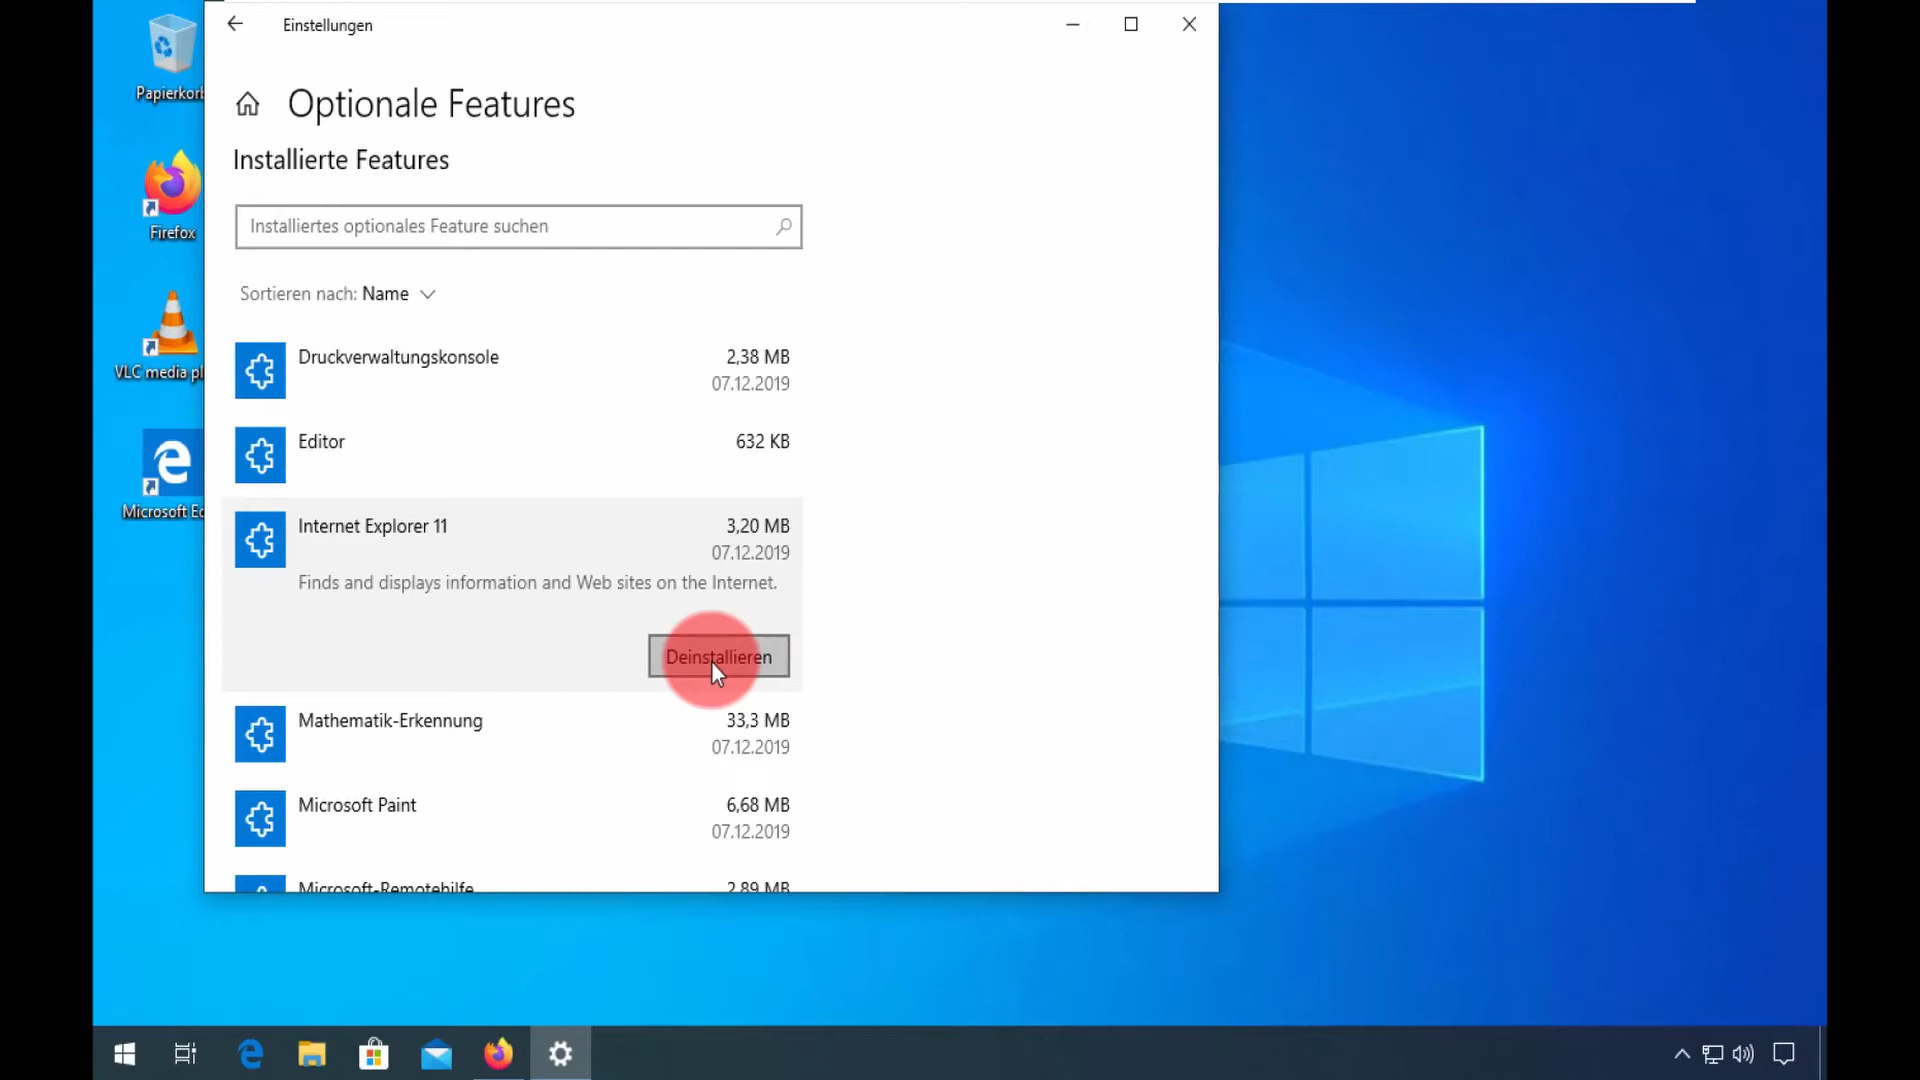 Einstellungen
Optionale Features
Installierte Features
Installiertes optionales Feature suchen
Sortieren nach: Name
Druckverwaltungskonsole 2,38 MB
07.12.2019
Editor 632 KB
Internet Explorer 11 3,20 MB
07.12.2019
Finds and displays information and Web sites on the Internet.
Deinstallieren
Mathematik-Erkennung 33,3 MB
07.12.2019
Microsoft Paint 6,68 MB
07.12.2019
Microsoft-Remotehilfe 2,89 MB
Papierkorb
Firefox
VLC media pl
Microsoft Ed